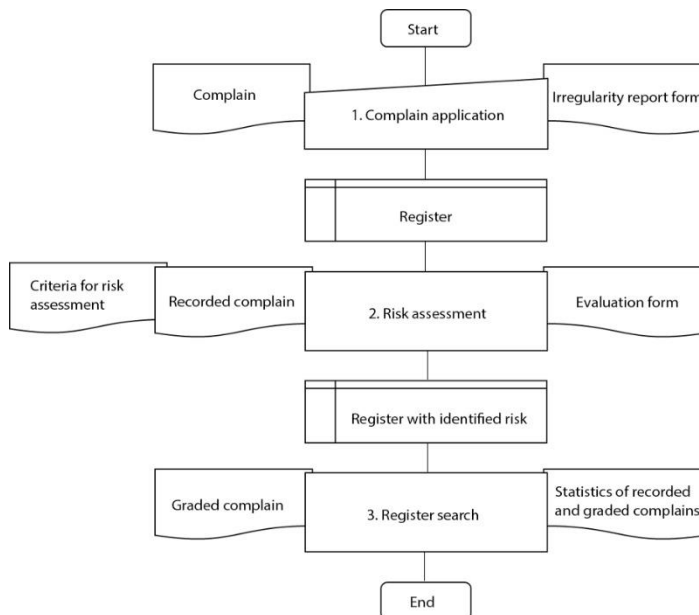 Start
Complain
1. Complain application
Irregularity report form
Register
Criteria for risk
assessment
Recorded complain
2. Risk assessment
Evaluation form
Register with identified risk
Graded complain
3. Register search
Statistics of recorded
and graded complains
End